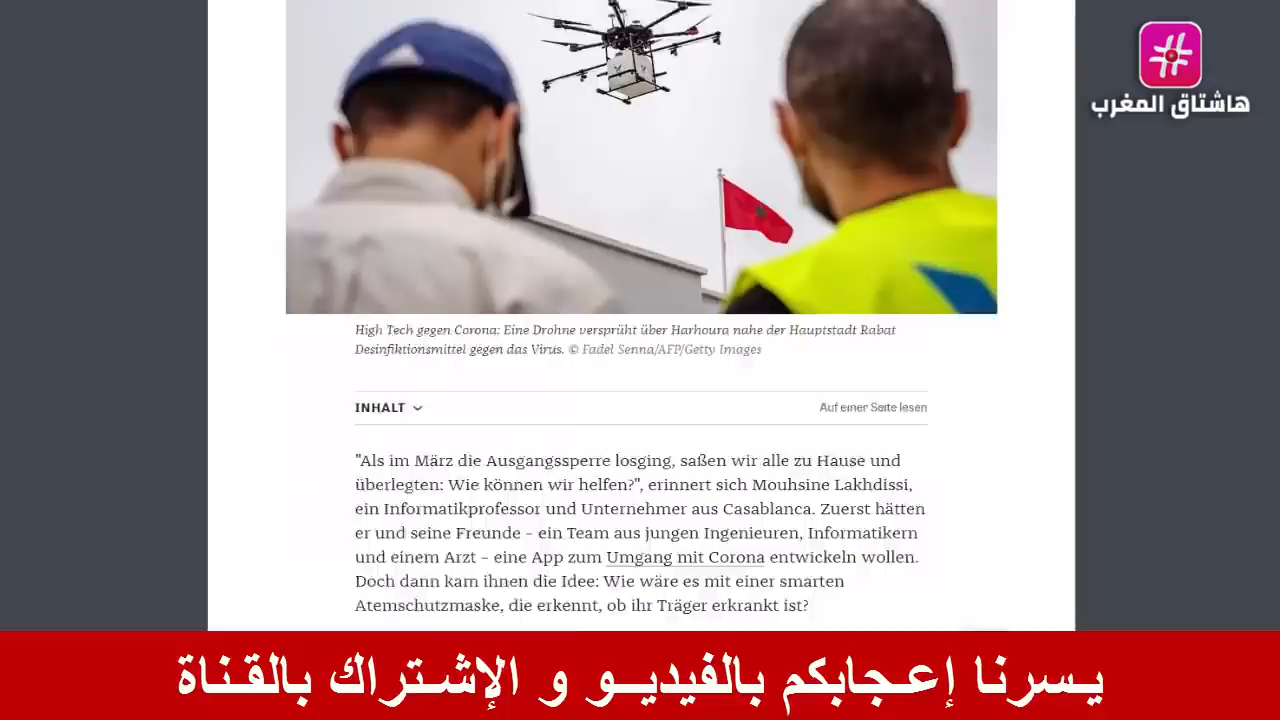 هاشتاق المغرب
High Tech gegen Corona: Eine Drohne versprüht über Harhoura nahe der Hauptstadt Rabat
Desinfiktionsmittel gegen das Virus. © Fadel Senna/AFP/Getty Images
INHALT
Auf einer Seite lesen
"Als im März die Ausgangssperre losging, saßen wir alle zu Hause und
überlegten: Wie können wir helfen?", erinnert sich Mouhsine Lakhdissi,
ein Informatikprofessor und Unternehmer aus Casablanca. Zuerst hätten
er und seine Freunde – ein Team aus jungen Ingenieuren, Informatikern
und einem Arzt – eine App zum Umgang mit Corona entwickeln wollen.
Doch dann kam ihnen die Idee: Wie wäre es mit einer smarten
Atemschutzmaske, die erkennt, ob ihr Träger erkrankt ist?
يـسرنا إعـجابكم بالفيديـو و الإشـتراك بالقـناة